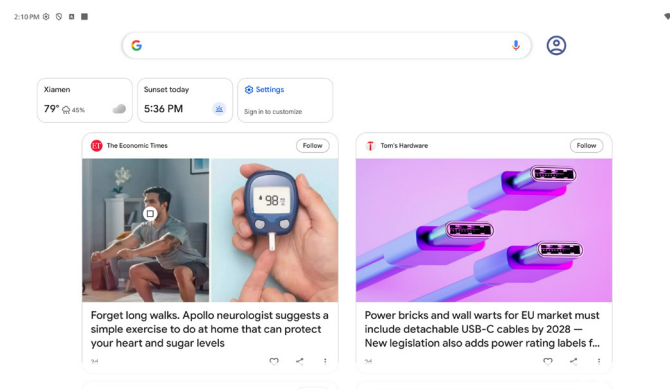 2:10 PM
Xiamen
79° 45%
Sunset today
5:36 PM
Settings
Sign in to customize
ET The Economic Times
Follow
98
Forget long walks. Apollo neurologist suggests a
simple exercise to do at home that can protect
your heart and sugar levels
Tom's Hardware
Follow
Power bricks and wall warts for EU market must
include detachable USB-C cables by 2028 —
New legislation also adds power rating labels f...